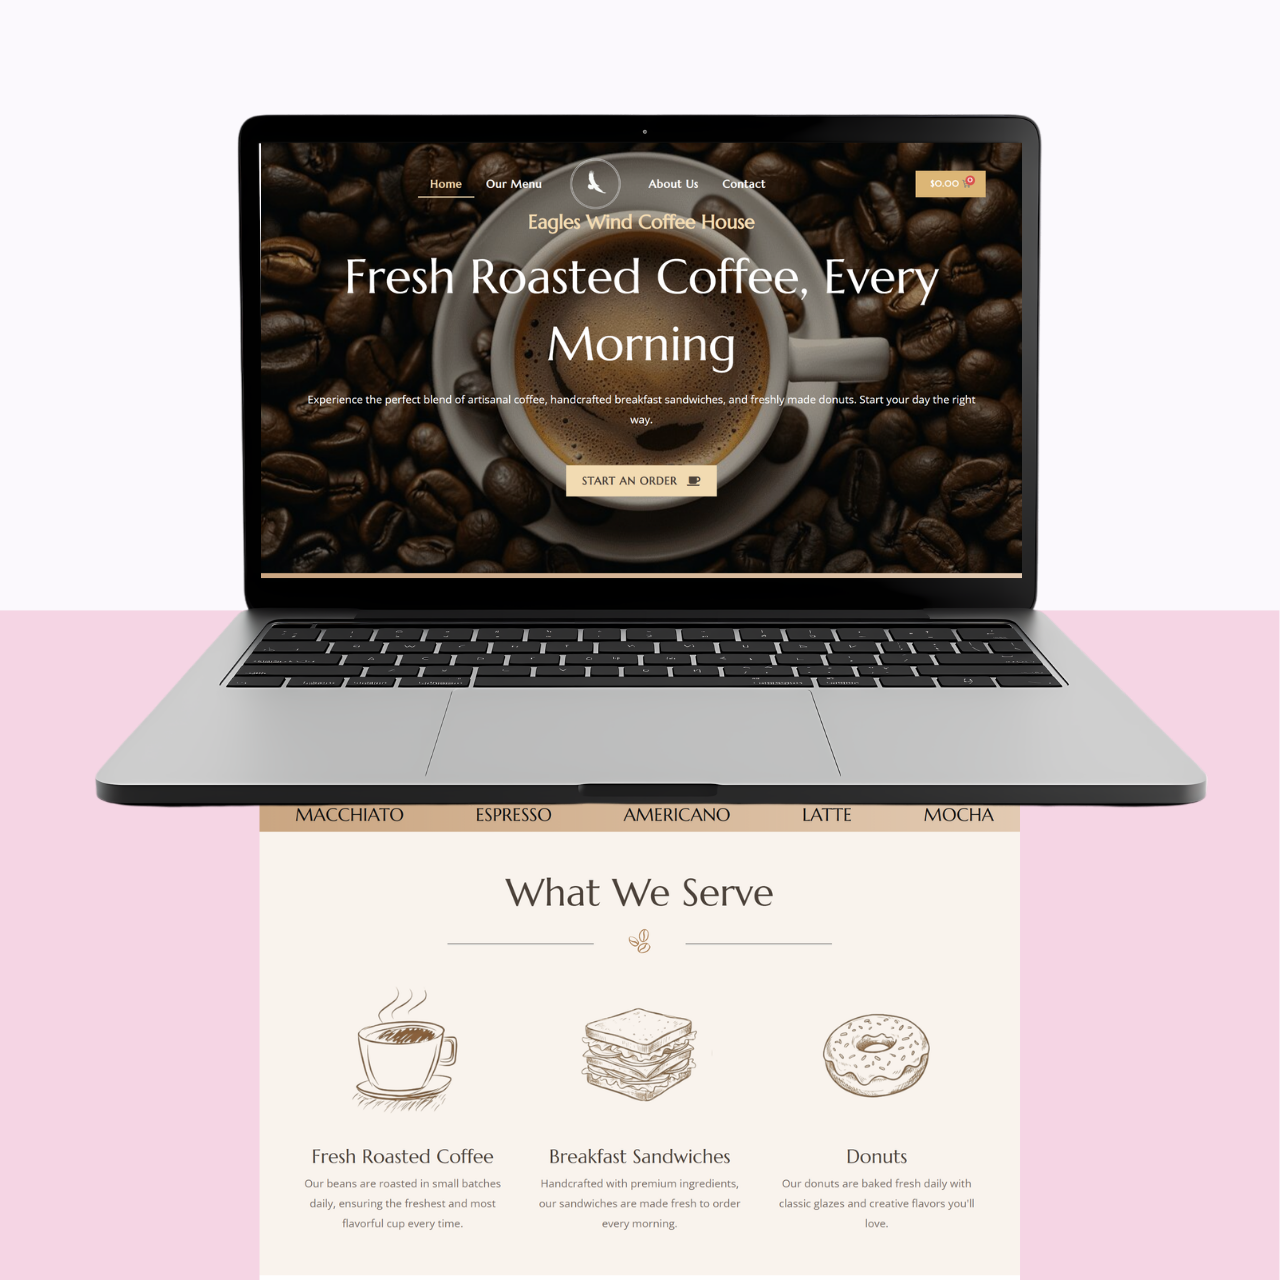 Home Our Menu About Us Contact $0.00 0
Eagles Wind Coffee House
Fresh Roasted Coffee, Every
Morning
Experience the perfect blend of artisanal coffee, handcrafted breakfast sandwiches, and freshly made donuts. Start your day the right
way.
START AN ORDER
MACCHIATO ESPRESSO AMERICANO LATTE MOCHA
What We Serve
Fresh Roasted Coffee
Our beans are roasted in small batches
daily, ensuring the freshest and most
flavorful cup every time.
Breakfast Sandwiches
Handcrafted with premium ingredients,
our sandwiches are made fresh to order
every morning.
Donuts
Our donuts are baked fresh daily with
classic glazes and creative flavors you'll
love.